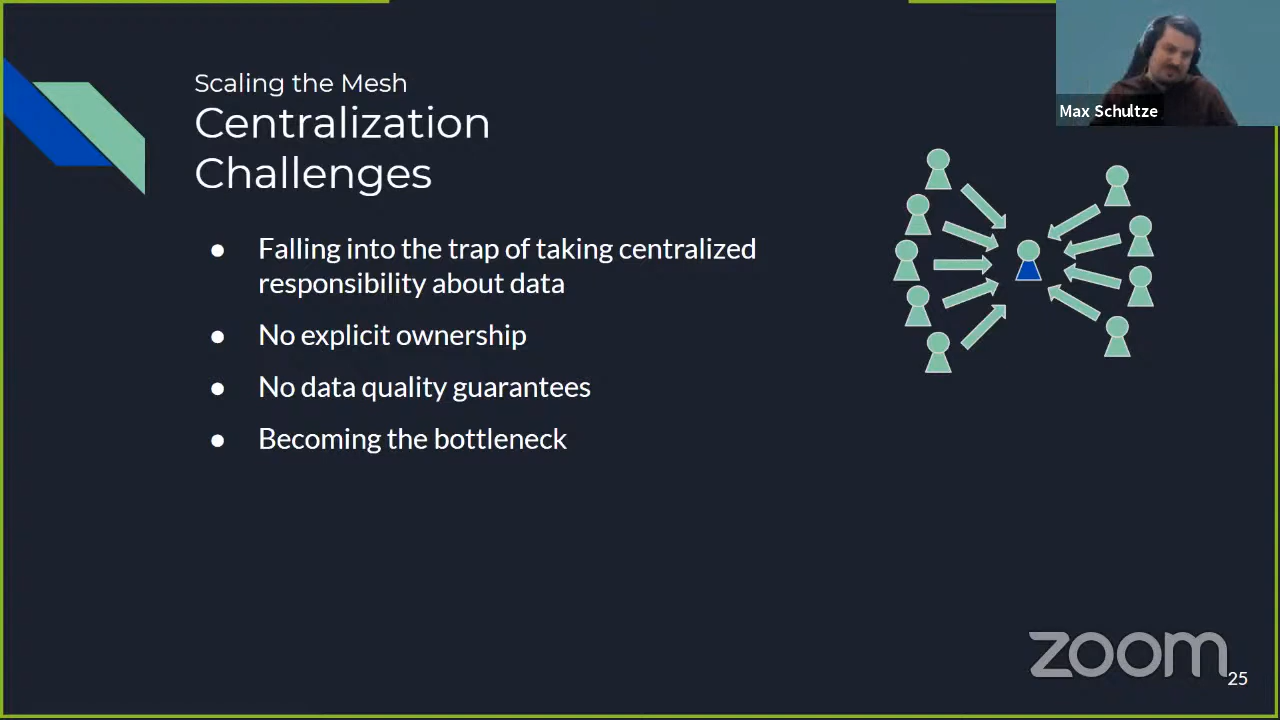 Scaling the Mesh
Centralization
Challenges
● Falling into the trap of taking centralized
responsibility about data
● No explicit ownership
● No data quality guarantees
● Becoming the bottleneck
Max Schultze
zoom
25